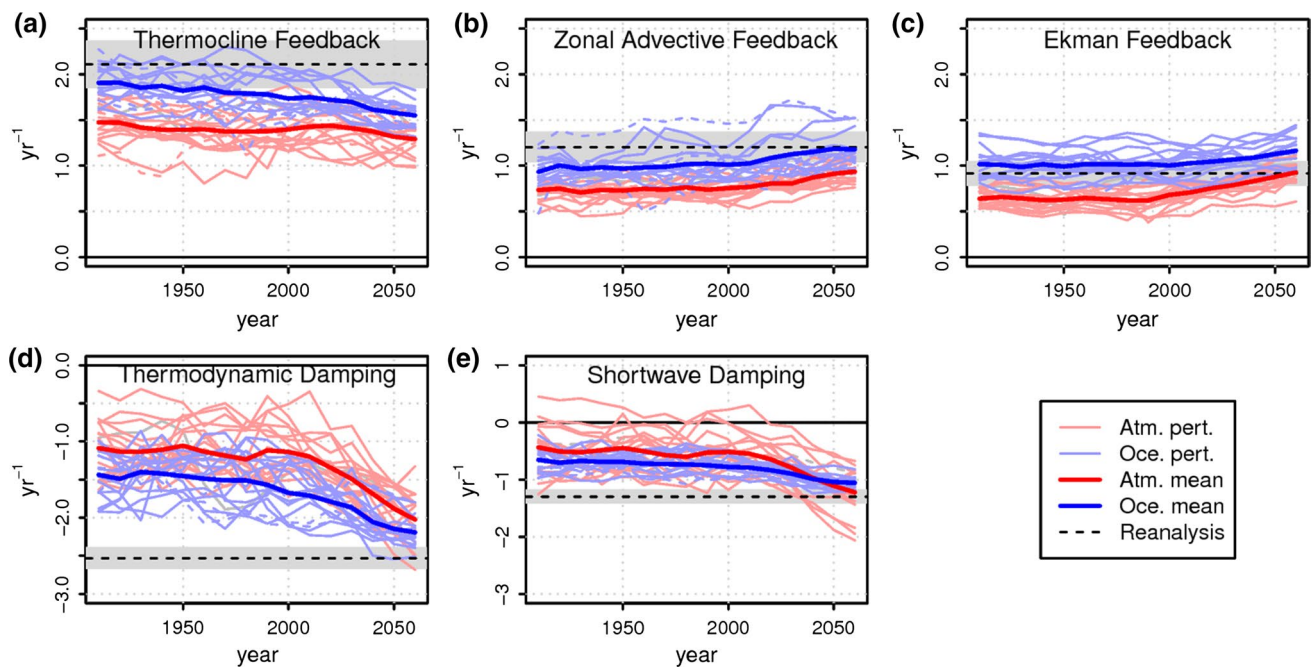 (a)
Thermocline Feedback
yr⁻¹
0.0
1.0
2.0
1950
2000
2050
year
(b)
Zonal Advective Feedback
yr⁻¹
0.0
1.0
2.0
1950
2000
2050
year
(c)
Ekman Feedback
yr⁻¹
0.0
1.0
2.0
1950
2000
2050
year
(d)
Thermodynamic Damping
yr⁻¹
0.0
−1.0
−2.0
−3.0
1950
2000
2050
year
(e)
Shortwave Damping
yr⁻¹
1
0
−1
−2
−3
1950
2000
2050
year
Atm. pert.
Oce. pert.
Atm. mean
Oce. mean
Reanalysis